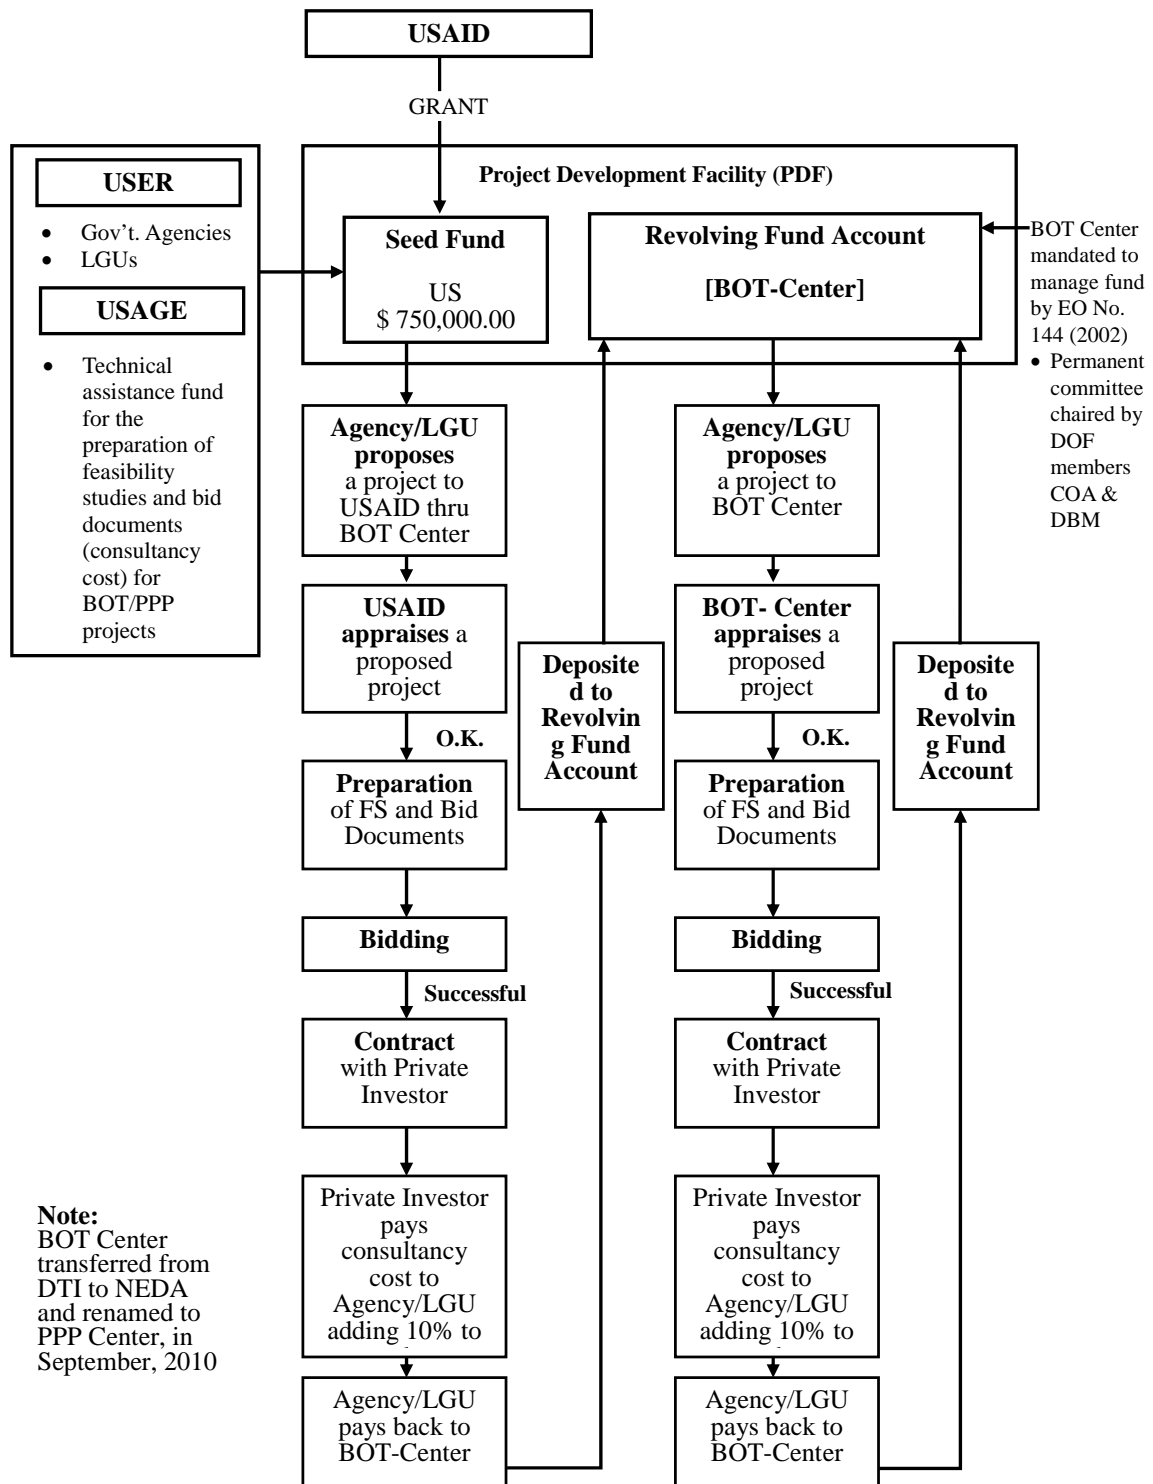 USAID
GRANT
USER
• Gov't. Agencies
• LGUs
USAGE
• Technical
assistance fund
for the
preparation of
feasibility
studies and bid
documents
(consultancy
cost) for
BOT/PPP
projects
Project Development Facility (PDF)
Seed Fund
US
$ 750,000.00
Revolving Fund Account
[BOT-Center]
BOT Center
mandated to
manage fund
by EO No.
144 (2002)
• Permanent
committee
chaired by
DOF
members
COA &
DBM
Agency/LGU
proposes
a project to
USAID thru
BOT Center
USAID
appraises a
proposed
project
O.K.
Preparation
of FS and Bid
Documents
Bidding
Successful
Contract
with Private
Investor
Private Investor
pays
consultancy
cost to
Agency/LGU
adding 10% to
Agency/LGU
pays back to
BOT-Center
Deposite
d to
Revolvin
g Fund
Account
Agency/LGU
proposes
a project to
BOT Center
BOT- Center
appraises a
proposed
project
O.K.
Preparation
of FS and Bid
Documents
Bidding
Successful
Contract
with Private
Investor
Private Investor
pays
consultancy
cost to
Agency/LGU
adding 10% to
Agency/LGU
pays back to
BOT-Center
Deposite
d to
Revolvin
g Fund
Account
Note:
BOT Center
transferred from
DTI to NEDA
and renamed to
PPP Center, in
September, 2010